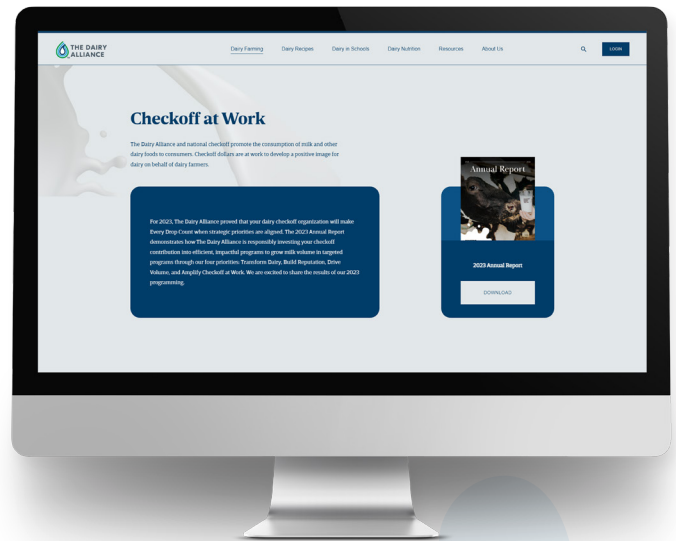 THE DAIRY
ALLIANCE
Dairy Farming Dairy Recipes Dairy in Schools Dairy Nutrition Resources About Us LOGIN
Checkoff at Work
The Dairy Alliance and national checkoff promote the consumption of milk and other
dairy foods to consumers. Checkoff dollars are at work to develop a positive image for
dairy on behalf of dairy farmers.
For 2023, The Dairy Alliance proved that your dairy checkoff organization will make
Every Drop Count when strategic priorities are aligned. The 2023 Annual Report
demonstrates how The Dairy Alliance is responsibly investing your checkoff
contribution into efficient, impactful programs to grow milk volume in targeted
programs through our four priorities: Transform Dairy, Build Reputation, Drive
Volume, and Amplify Checkoff at Work. We are excited to share the results of our 2023
programming.
Annual Report
2023 Annual Report
DOWNLOAD